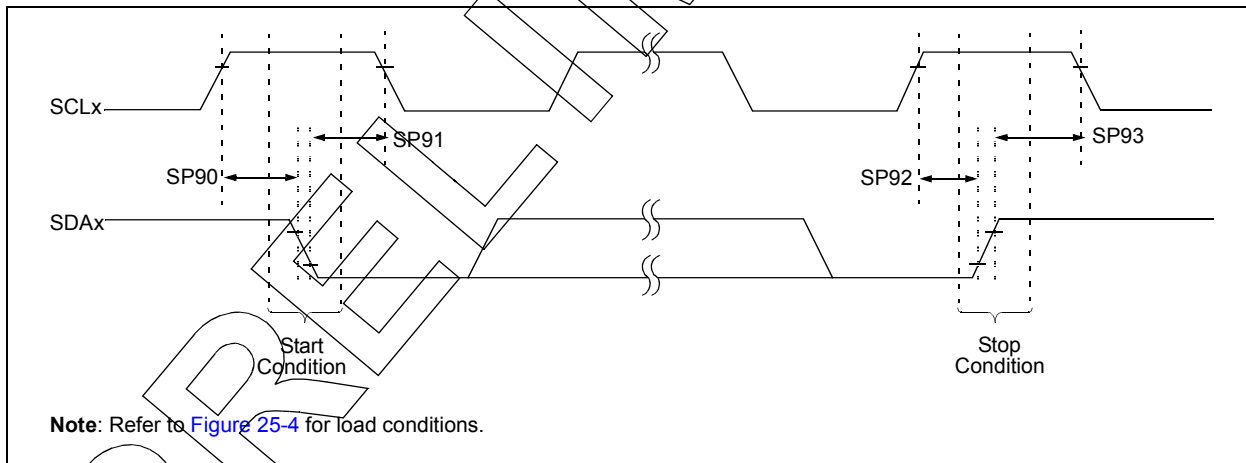 SCLx
SP91
SP93
SP90
SP92
SDAx
Start
Condition
Stop
Condition
Note: Refer to Figure 25-4 for load conditions.